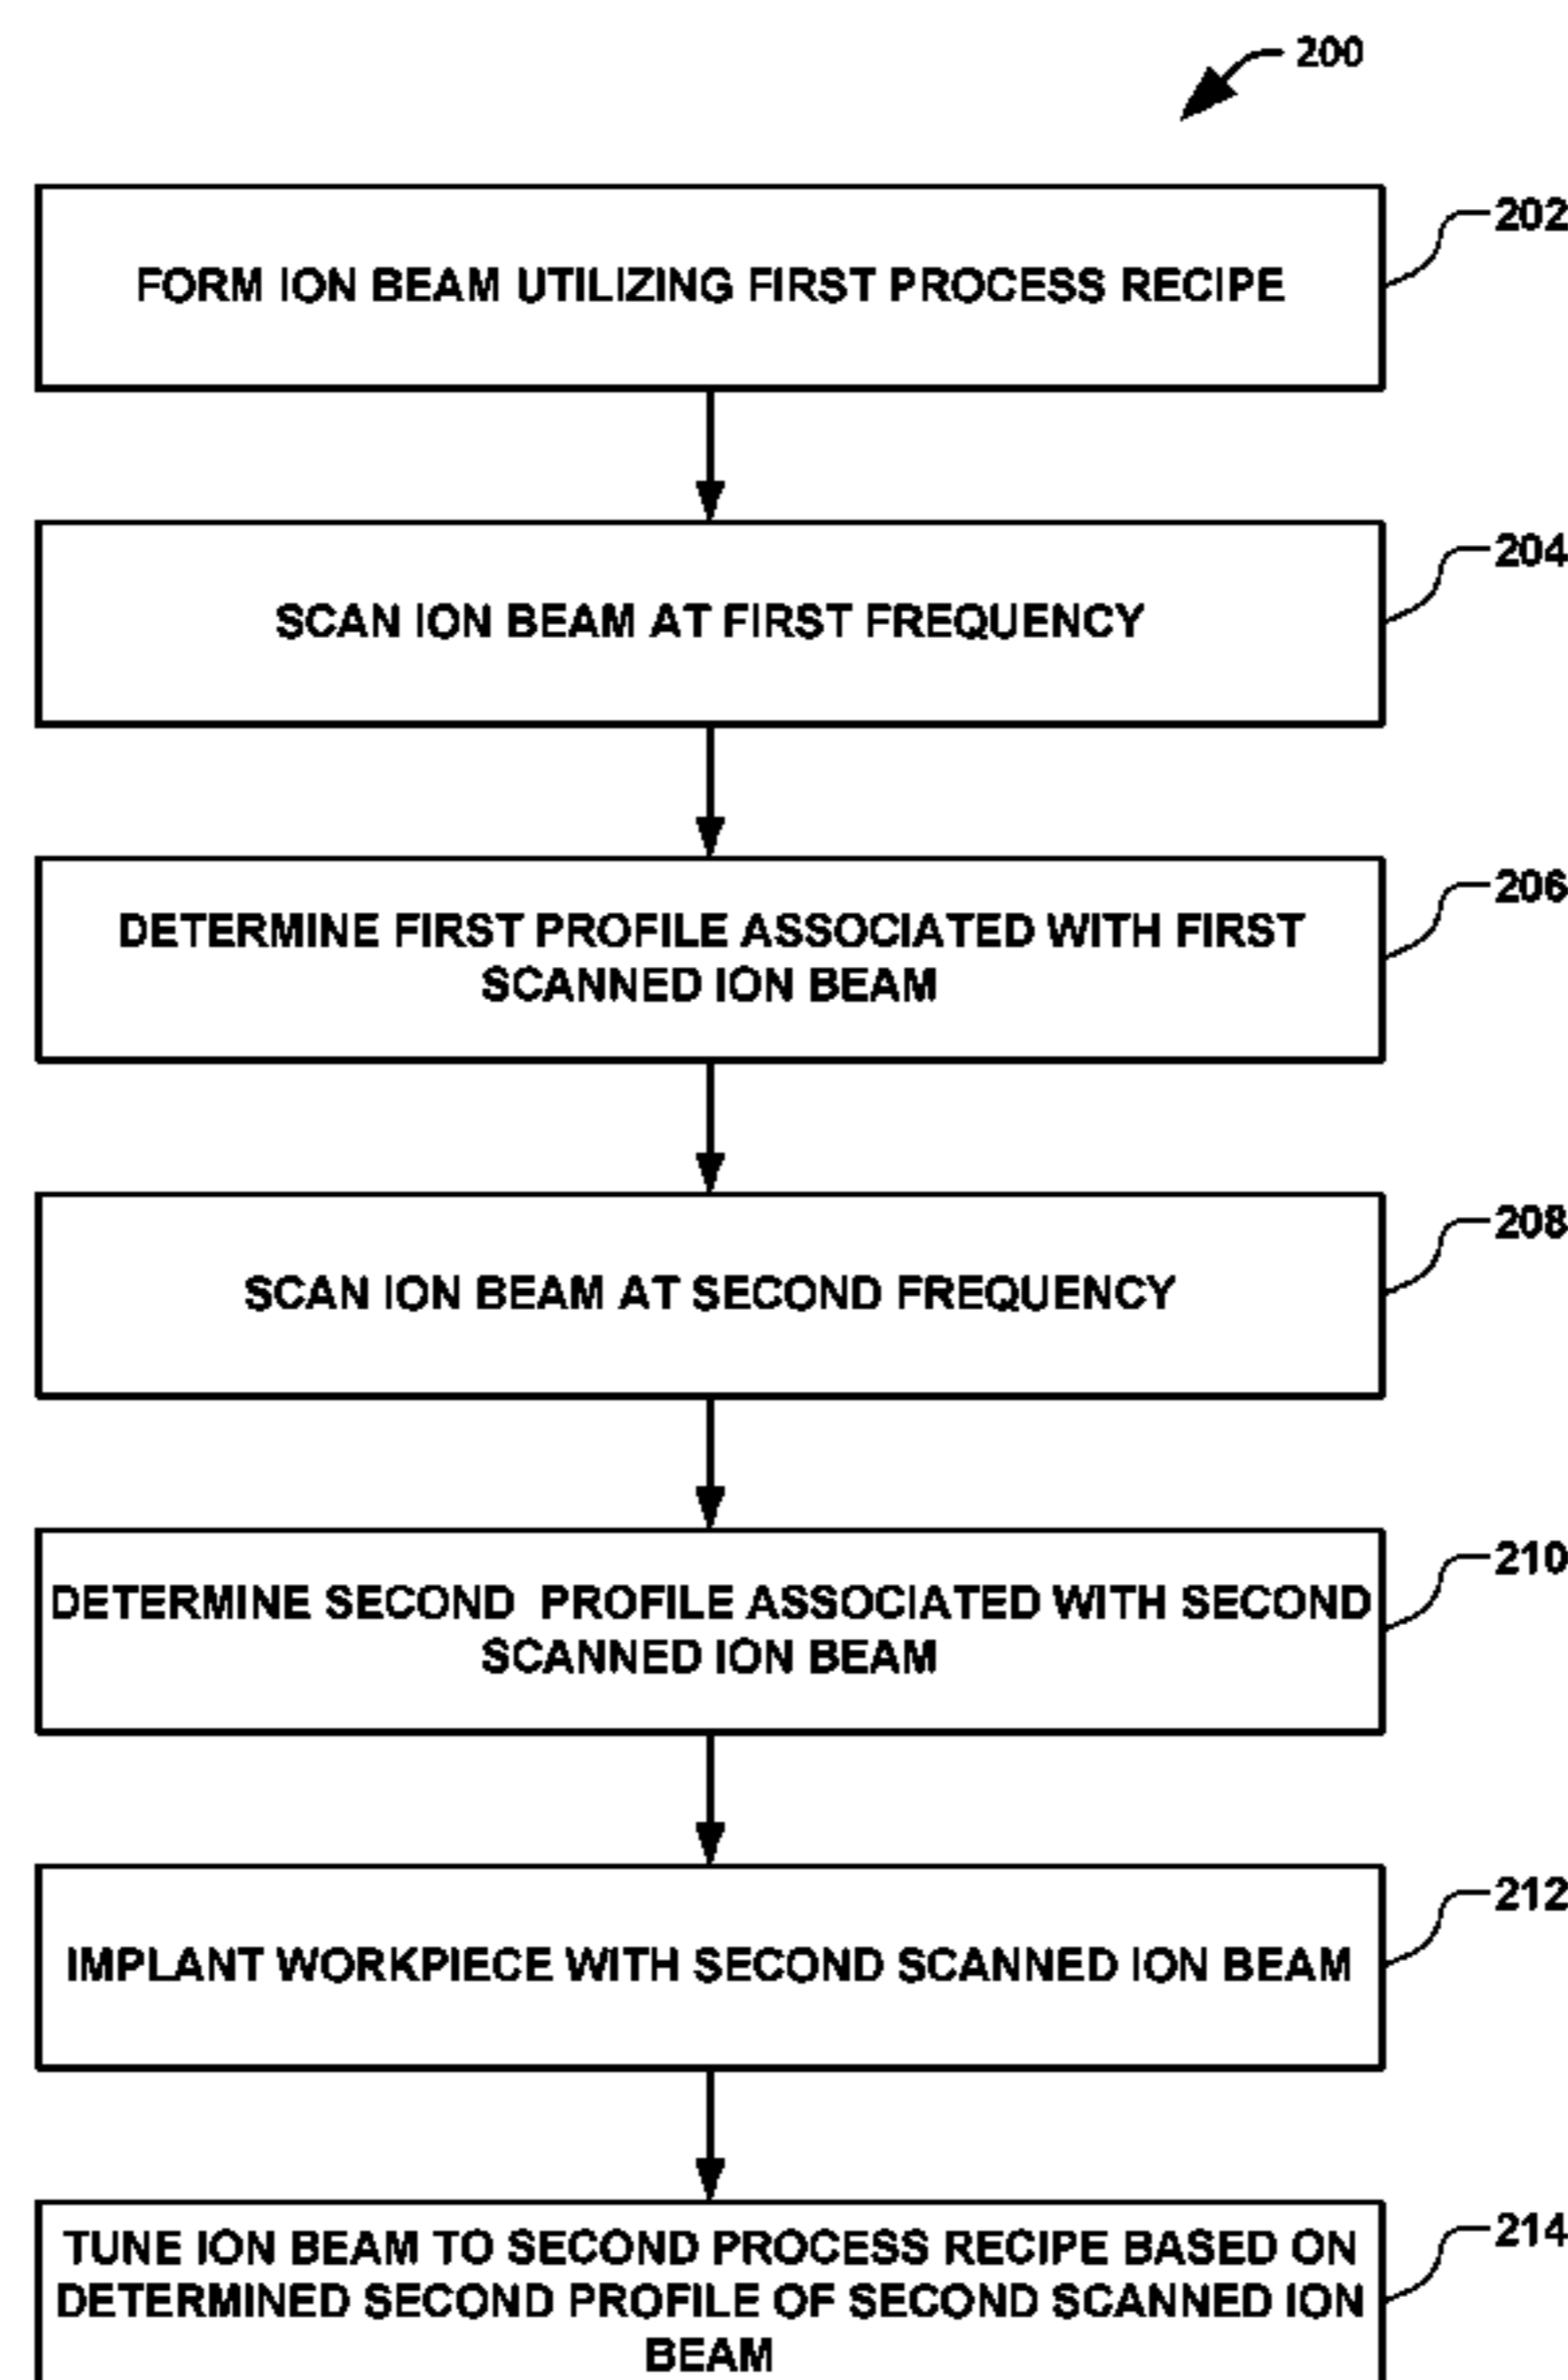 200
FORM ION BEAM UTILIZING FIRST PROCESS RECIPE
202
SCAN ION BEAM AT FIRST FREQUENCY
204
DETERMINE FIRST PROFILE ASSOCIATED WITH FIRST
SCANNED ION BEAM
206
SCAN ION BEAM AT SECOND FREQUENCY
208
DETERMINE SECOND PROFILE ASSOCIATED WITH SECOND
SCANNED ION BEAM
210
IMPLANT WORKPIECE WITH SECOND SCANNED ION BEAM
212
TUNE ION BEAM TO SECOND PROCESS RECIPE BASED ON
DETERMINED SECOND PROFILE OF SECOND SCANNED ION
BEAM
214